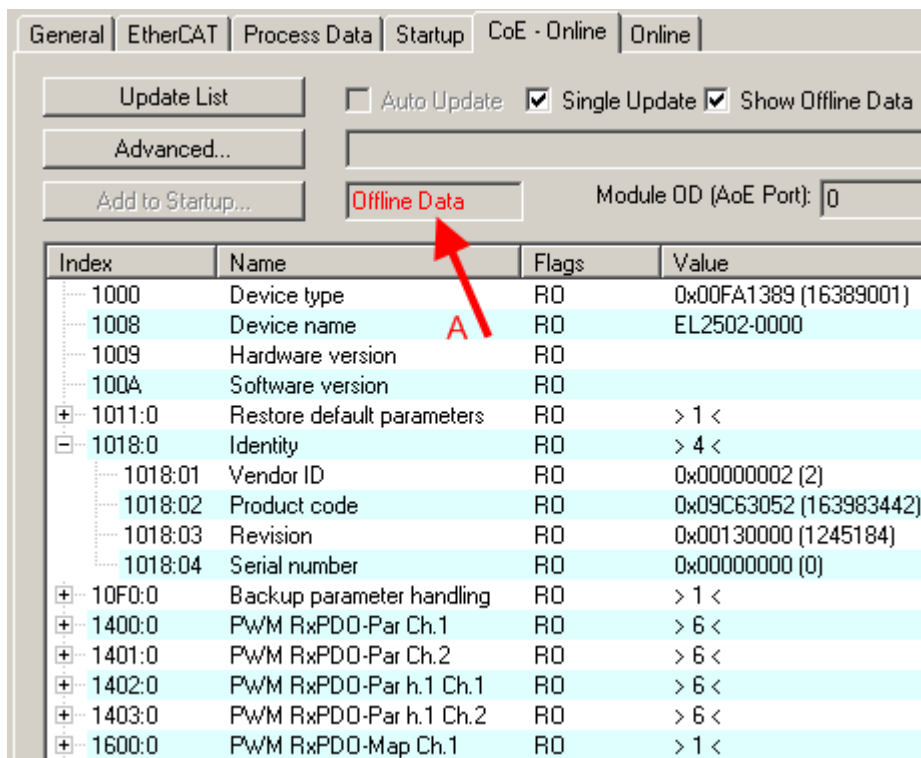 General EtherCAT Process Data Startup CoE - Online Online
Update List Auto Update Single Update Show Offline Data
Advanced...
Add to Startup... Offline Data Module OD (AoE Port): 0
Index Name Flags Value
1000 Device type RO 0x00FA1389 (16389001)
A
1008 Device name RO EL2502-0000
1009 Hardware version RO
100A Software version RO
1011:0 Restore default parameters RO > 1 <
1018:0 Identity RO > 4 <
1018:01 Vendor ID RO 0x00000002 (2)
1018:02 Product code RO 0x09C63052 (163983442)
1018:03 Revision RO 0x00130000 (1245184)
1018:04 Serial number RO 0x00000000 (0)
10F0:0 Backup parameter handling RO > 1 <
1400:0 PWM RxPDO-Par Ch.1 RO > 6 <
1401:0 PWM RxPDO-Par Ch.2 RO > 6 <
1402:0 PWM RxPDO-Par h.1 Ch.1 RO > 6 <
1403:0 PWM RxPDO-Par h.1 Ch.2 RO > 6 <
1600:0 PWM RxPDO-Map Ch.1 RO > 1 <